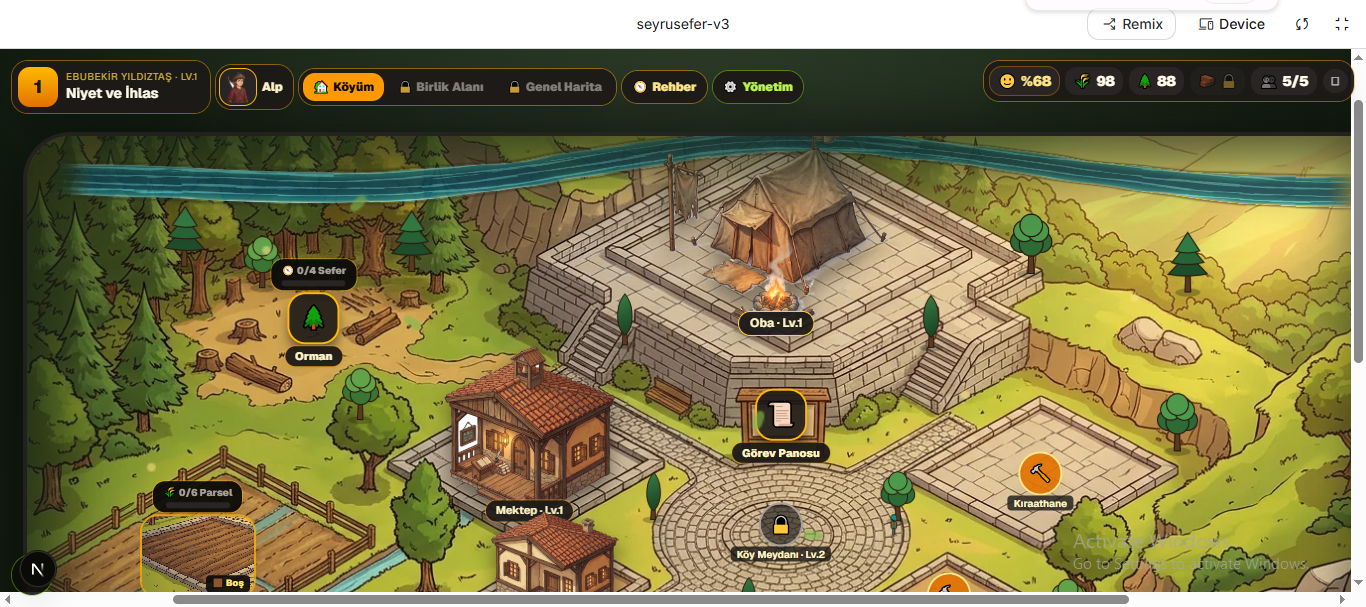 seyrusefer-v3
Remix
Device
1
EBUBEKİR YILDIZTAŞ · LV.1
Niyet ve İhlas
Alp
Köyüm
Birlik Alanı
Genel Harita
Rehber
Yönetim
%68
98
88
5/5
0/4 Sefer
Orman
Oba · Lv.1
Görev Panosu
Kıraathane
0/6 Parsel
Mektep · Lv.1
Köy Meydanı · Lv.2
Boş
N
Activate Windows
Go to Settings to activate Windows.